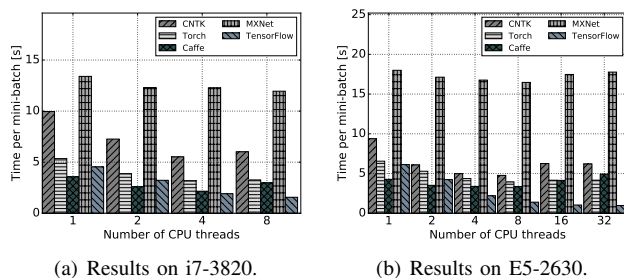 CNTK
Torch
Caffe
MXNet
TensorFlow
15
10
5
0
Time per mini-batch [s]
1 2 4 8
Number of CPU threads
(a) Results on i7-3820.
CNTK
Torch
Caffe
MXNet
TensorFlow
25
20
15
10
5
0
Time per mini-batch [s]
1 2 4 8 16 32
Number of CPU threads
(b) Results on E5-2630.